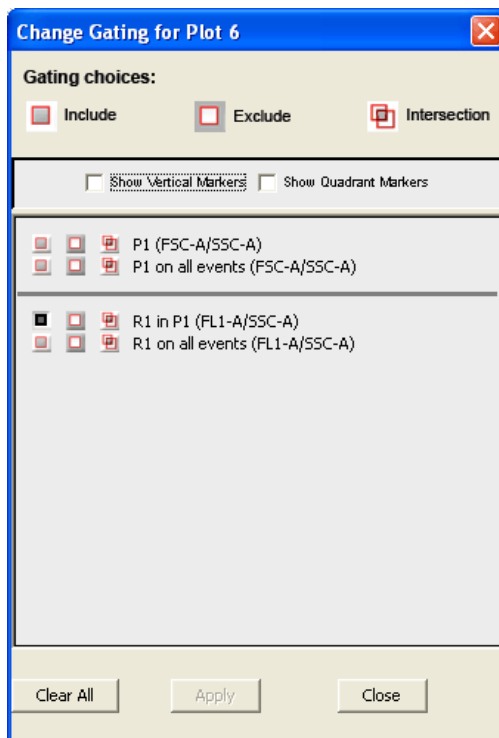 Change Gating for Plot 6
Gating choices:
Include Exclude Intersection
Show Vertical Markers Show Quadrant Markers
P1 (FSC-A/SSC-A)
P1 on all events (FSC-A/SSC-A)
R1 in P1 (FL1-A/SSC-A)
R1 on all events (FL1-A/SSC-A)
Clear All Apply Close